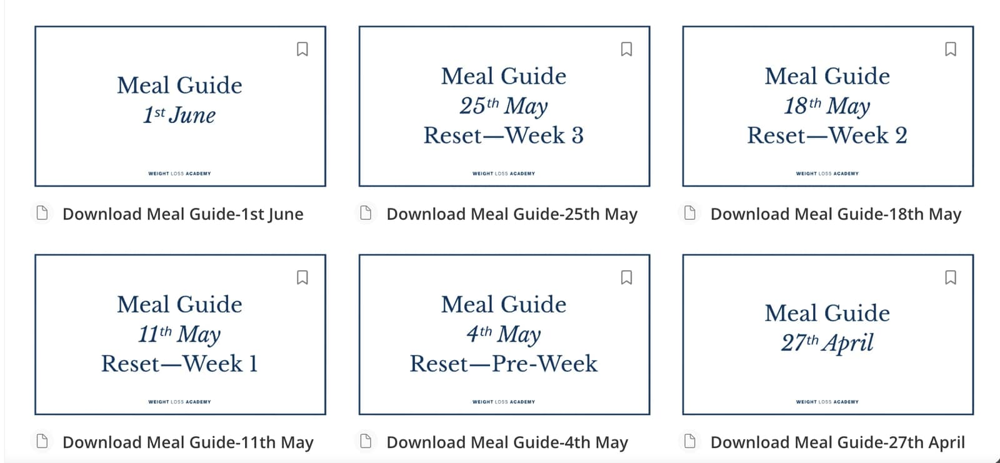 Meal Guide
1st June
WEIGHT LOSS ACADEMY
Download Meal Guide-1st June
Meal Guide
25th May
Reset—Week 3
WEIGHT LOSS ACADEMY
Download Meal Guide-25th May
Meal Guide
18th May
Reset—Week 2
WEIGHT LOSS ACADEMY
Download Meal Guide-18th May
Meal Guide
11th May
Reset—Week 1
WEIGHT LOSS ACADEMY
Download Meal Guide-11th May
Meal Guide
4th May
Reset—Pre-Week
WEIGHT LOSS ACADEMY
Download Meal Guide-4th May
Meal Guide
27th April
WEIGHT LOSS ACADEMY
Download Meal Guide-27th April